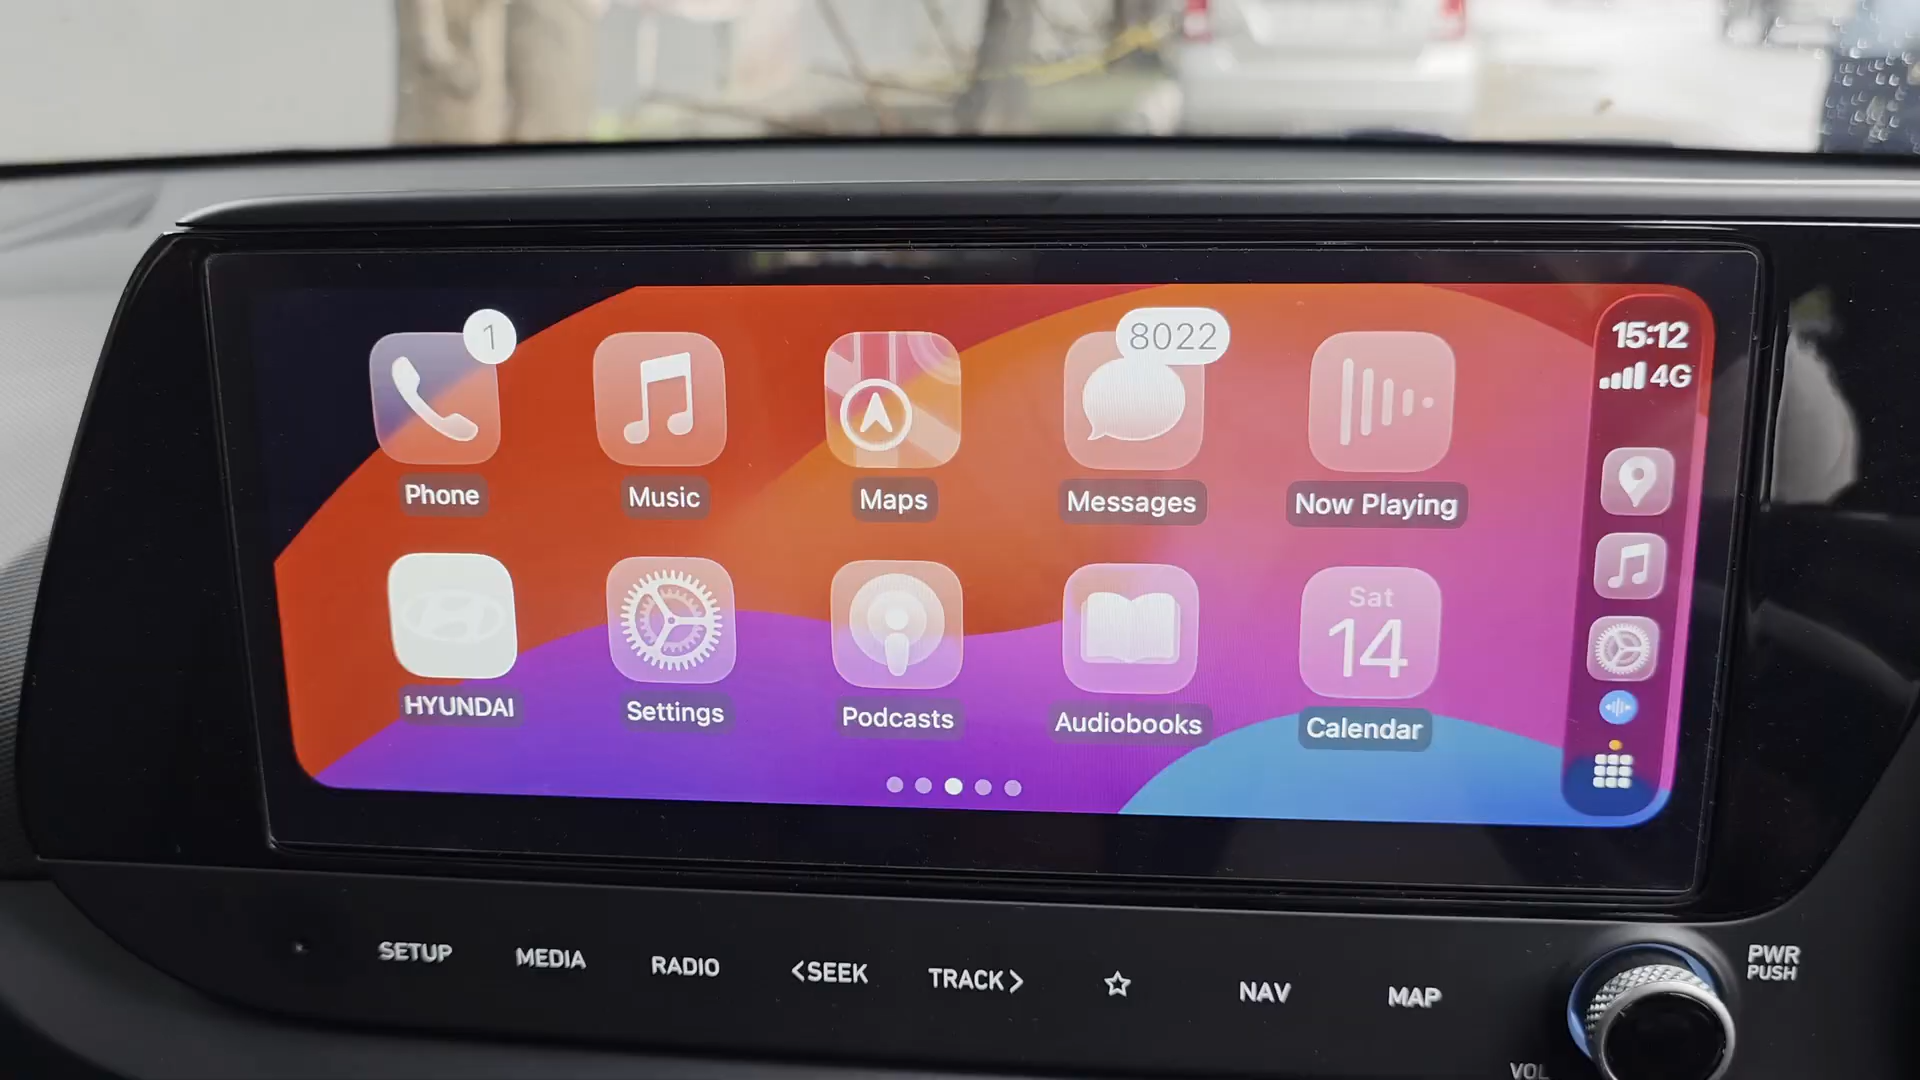 1
8022
15:12
4G
Phone
Music
Maps
Messages
Now Playing
Sat
14
HYUNDAI
Settings
Podcasts
Audiobooks
Calendar
SETUP
MEDIA
RADIO
<SEEK
TRACK>
NAV
MAP
PWR
PUSH
VOL